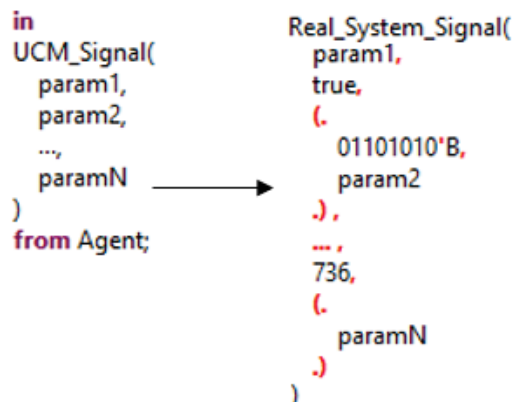 in
UCM_Signal(
param1,
param2,
...,
paramN
)
from Agent;
Real_System_Signal(
param1,
true,
(.
01101010'B,
param2
.) ,
... ,
736,
(.
paramN
.)
)